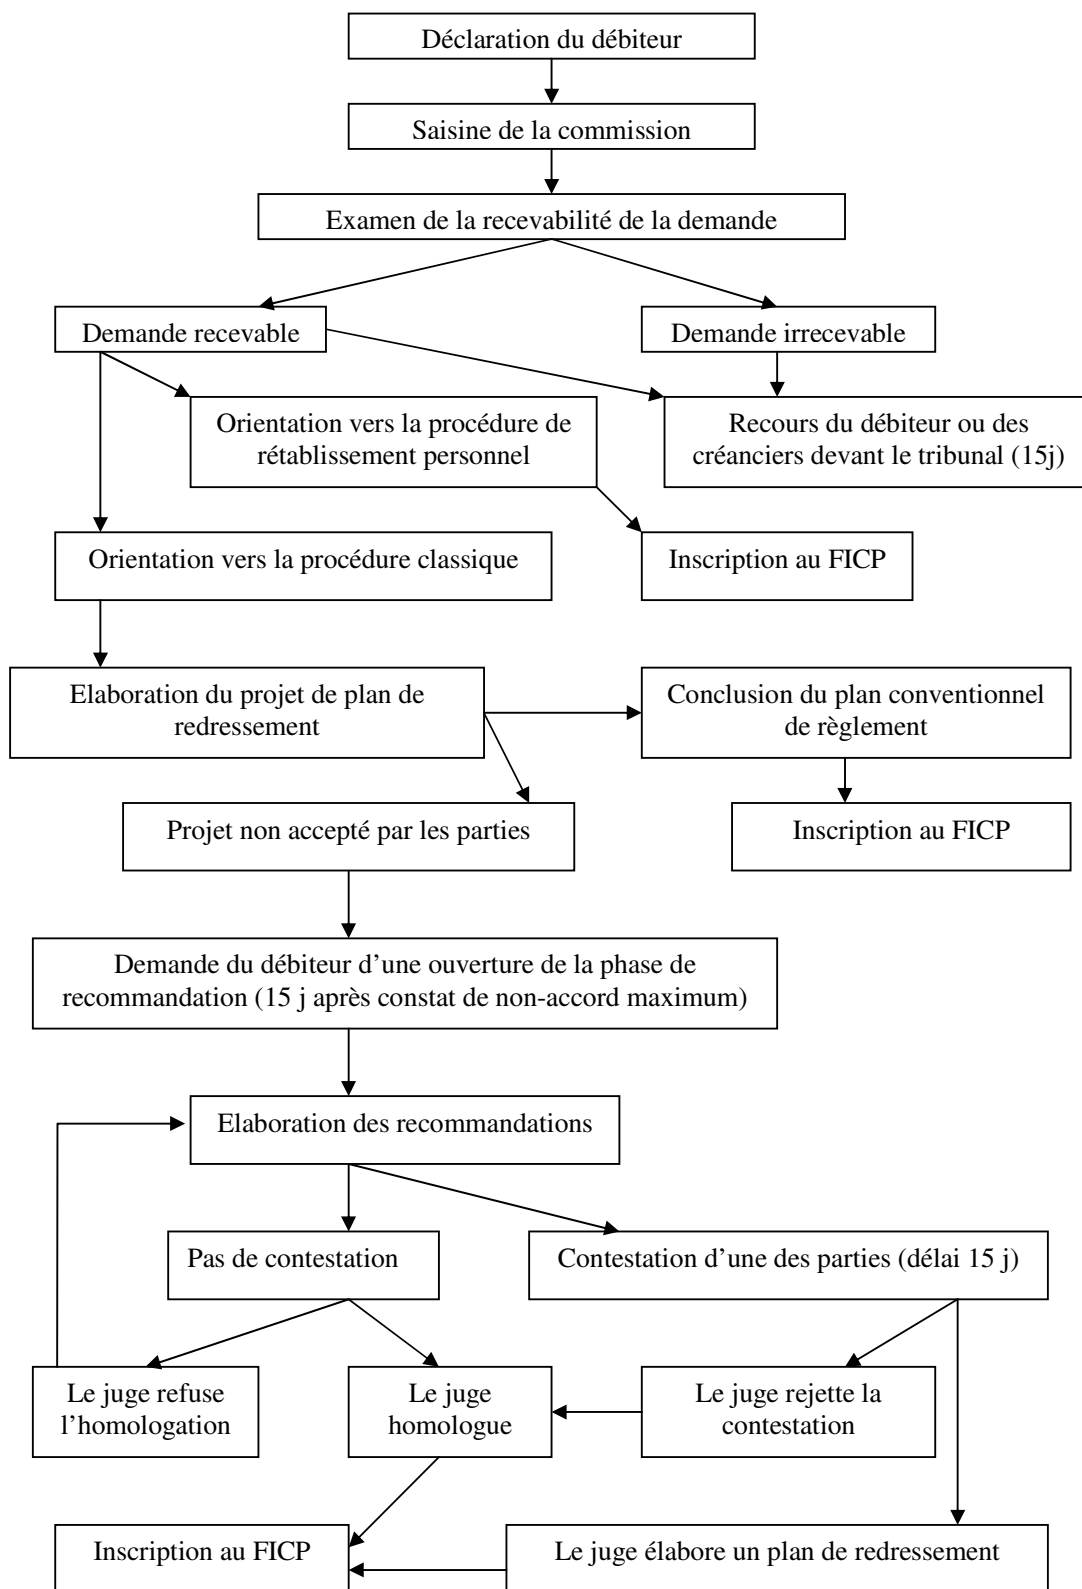 Déclaration du débiteur
Saisine de la commission
Examen de la recevabilité de la demande
Demande recevable
Demande irrecevable
Orientation vers la procédure de
rétablissement personnel
Recours du débiteur ou des
créanciers devant le tribunal (15j)
Orientation vers la procédure classique
Inscription au FICP
Elaboration du projet de plan de
redressement
Conclusion du plan conventionnel
de règlement
Projet non accepté par les parties
Inscription au FICP
Demande du débiteur d’une ouverture de la phase de
recommandation (15 j après constat de non-accord maximum)
Elaboration des recommandations
Pas de contestation
Contestation d’une des parties (délai 15 j)
Le juge refuse
l’homologation
Le juge
homologue
Le juge rejette la
contestation
Inscription au FICP
Le juge élabore un plan de redressement